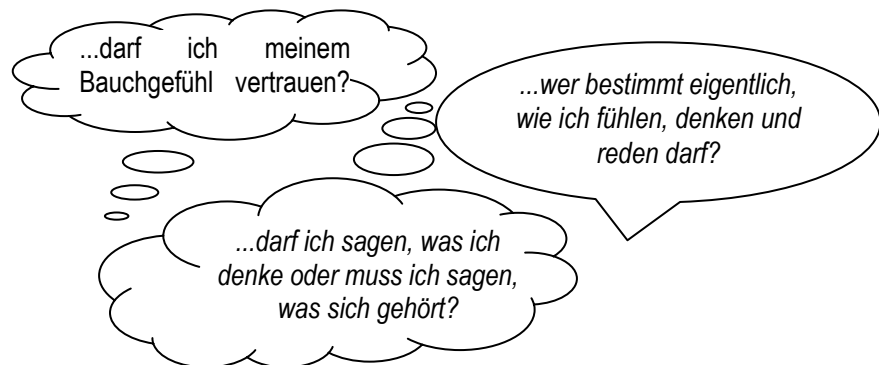 ...darf ich meinem
Bauchgefühl vertrauen?
...wer bestimmt eigentlich,
wie ich fühlen, denken und
reden darf?
...darf ich sagen, was ich
denke oder muss ich sagen,
was sich gehört?